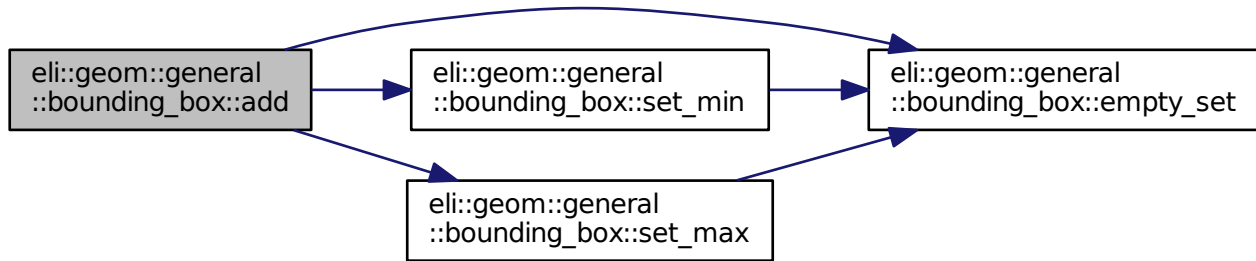 eli::geom::general
::bounding_box::add
eli::geom::general
::bounding_box::set_min
eli::geom::general
::bounding_box::empty_set
eli::geom::general
::bounding_box::set_max